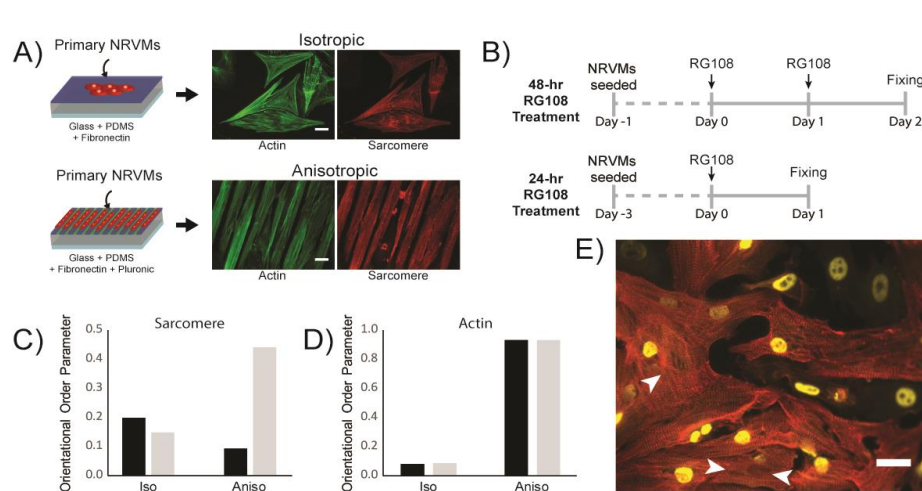 A)
Primary NRVMs
Glass + PDMS
+ Fibronectin
Isotropic
Actin
Sarcomere
Primary NRVMs
Glass + PDMS
+ Fibronectin + Pluronic
Anisotropic
Actin
Sarcomere
B)
48-hr
RG108
Treatment
NRVMs
seeded
RG108
RG108
Fixing
Day -1
Day 0
Day 1
Day 2
24-hr
RG108
Treatment
NRVMs
seeded
RG108
Fixing
Day -3
Day 0
Day 1
C)
Sarcomere
Orientational Order Parameter
0.5
0.4
0.3
0.2
0.1
0.0
Iso
Aniso
D)
Actin
Orientational Order Parameter
1.0
0.8
0.6
0.4
0.2
0.0
Iso
Aniso
E)